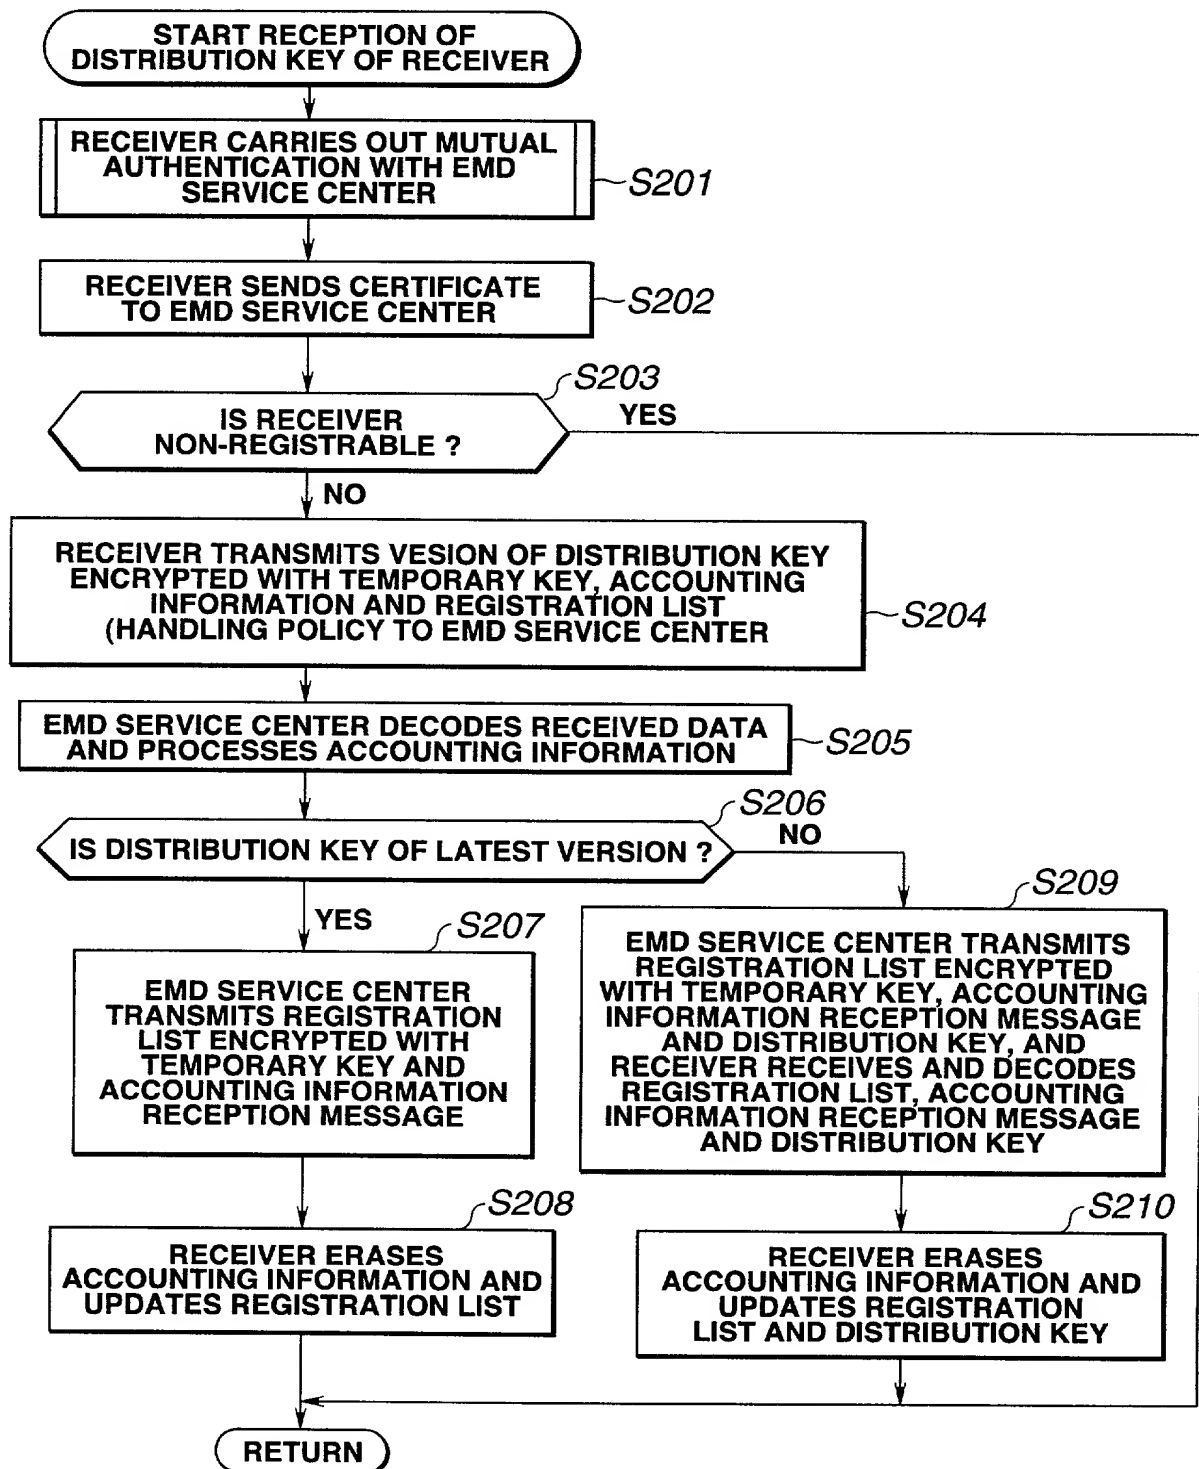 START RECEPTION OF
DISTRIBUTION KEY OF RECEIVER
RECEIVER CARRIES OUT MUTUAL
AUTHENTICATION WITH EMD
SERVICE CENTER
S201
RECEIVER SENDS CERTIFICATE
TO EMD SERVICE CENTER
S202
S203
IS RECEIVER
NON-REGISTRABLE ?
YES
NO
RECEIVER TRANSMITS VESION OF DISTRIBUTION KEY
ENCRYPTED WITH TEMPORARY KEY, ACCOUNTING
INFORMATION AND REGISTRATION LIST
(HANDLING POLICY TO EMD SERVICE CENTER
S204
EMD SERVICE CENTER DECODES RECEIVED DATA
AND PROCESSES ACCOUNTING INFORMATION
S205
S206
IS DISTRIBUTION KEY OF LATEST VERSION ?
NO
YES
S207
EMD SERVICE CENTER
TRANSMITS REGISTRATION
LIST ENCRYPTED WITH
TEMPORARY KEY AND
ACCOUNTING INFORMATION
RECEPTION MESSAGE
S209
EMD SERVICE CENTER TRANSMITS
REGISTRATION LIST ENCRYPTED
WITH TEMPORARY KEY, ACCOUNTING
INFORMATION RECEPTION MESSAGE
AND DISTRIBUTION KEY, AND
RECEIVER RECEIVES AND DECODES
REGISTRATION LIST, ACCOUNTING
INFORMATION RECEPTION MESSAGE
AND DISTRIBUTION KEY
S208
RECEIVER ERASES
ACCOUNTING INFORMATION AND
UPDATES REGISTRATION LIST
S210
RECEIVER ERASES
ACCOUNTING INFORMATION AND
UPDATES REGISTRATION
LIST AND DISTRIBUTION KEY
RETURN